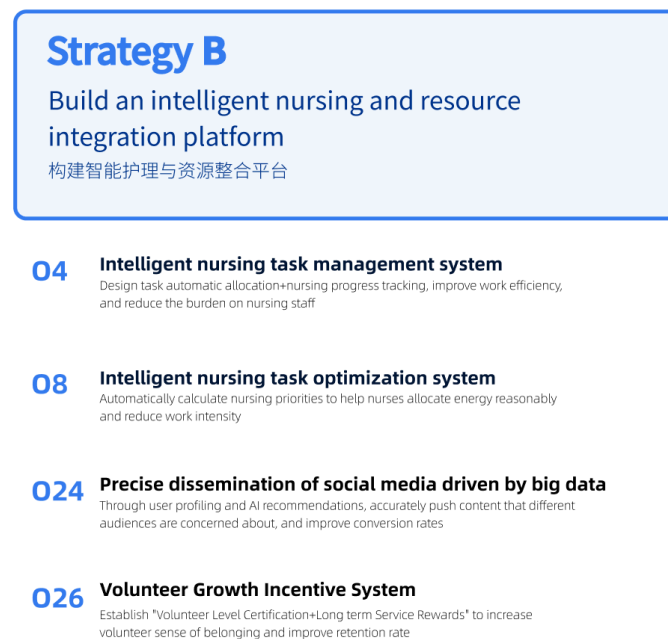 Strategy B
Build an intelligent nursing and resource
integration platform
构建智能护理与资源整合平台
O4
Intelligent nursing task management system
Design task automatic allocation+nursing progress tracking, improve work efficiency,
and reduce the burden on nursing staff
O8
Intelligent nursing task optimization system
Automatically calculate nursing priorities to help nurses allocate energy reasonably
and reduce work intensity
O24
Precise dissemination of social media driven by big data
Through user profiling and AI recommendations, accurately push content that different
audiences are concerned about, and improve conversion rates
O26
Volunteer Growth Incentive System
Establish "Volunteer Level Certification+Long term Service Rewards" to increase
volunteer sense of belonging and improve retention rate